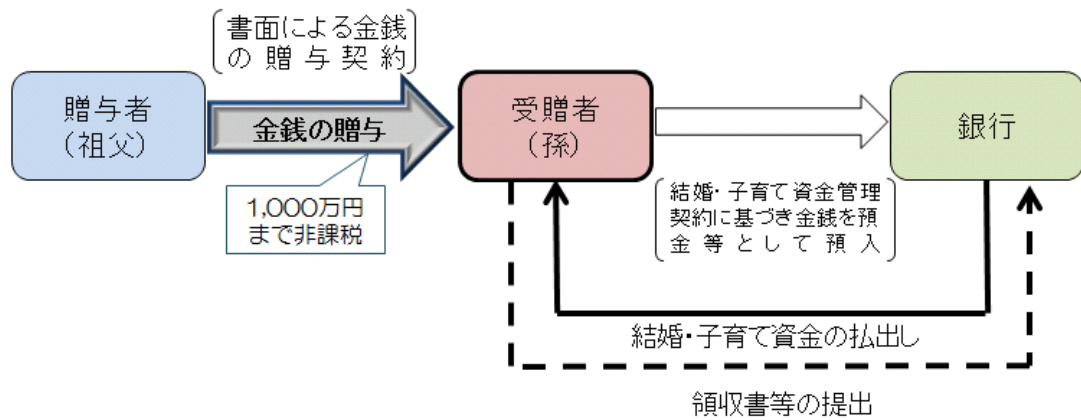 書面による金銭
の贈与契約
贈与者
（祖父）
金銭の贈与
1,000万円
まで非課税
受贈者
（孫）
銀行
結婚・子育て資金管理
契約に基づき金銭を預
金等として預入
結婚・子育て資金の払出し
領収書等の提出